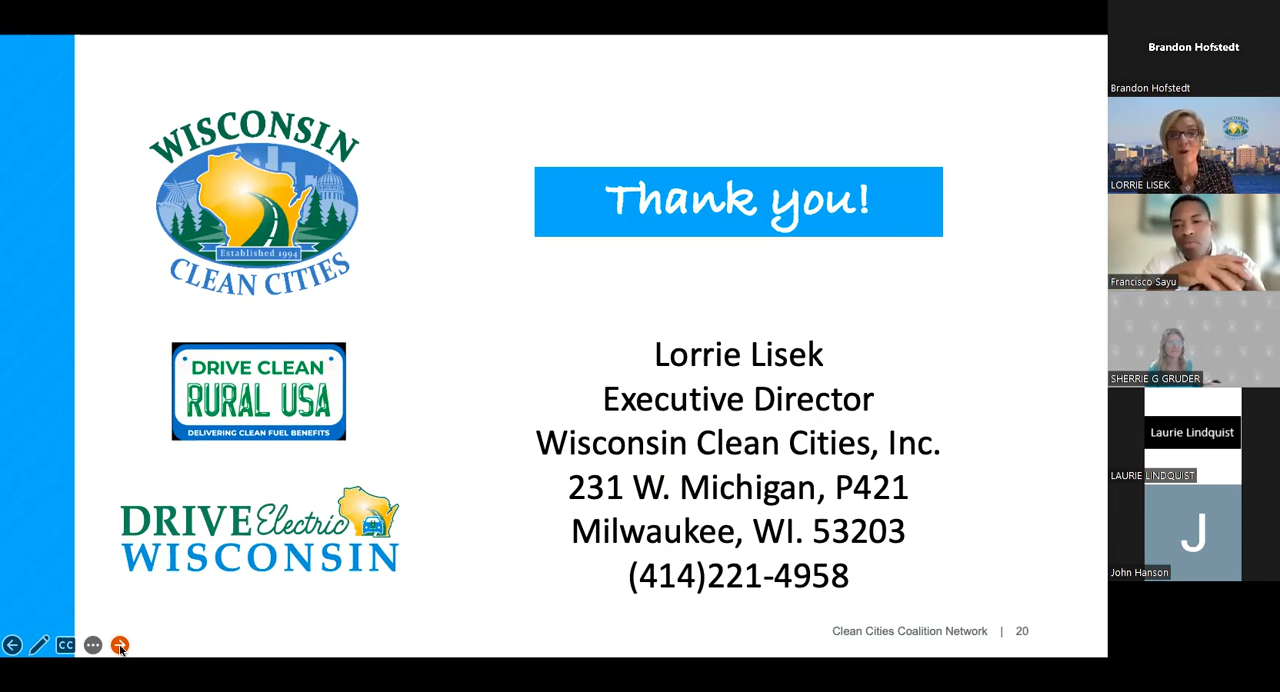 WISCONSIN
Established 1994
CLEAN CITIES
DRIVE CLEAN
RURAL USA
DELIVERING CLEAN FUEL BENEFITS
DRIVE Electric
WISCONSIN
Thank you!
Lorrie Lisek
Executive Director
Wisconsin Clean Cities, Inc.
231 W. Michigan, P421
Milwaukee, WI. 53203
(414)221-4958
Clean Cities Coalition Network | 20
CC
Brandon Hofstedt
Brandon Hofstedt
LORRIE LISEK
Francisco Sayu
SHERRIE G GRUDER
Laurie Lindquist
LAURIE LINDQUIST
J
John Hanson